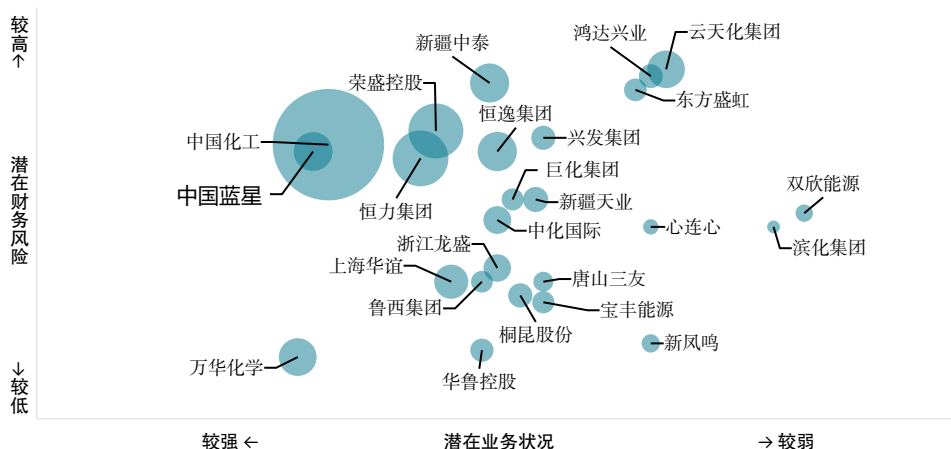 较高↑
潜在财务风险
↓较低
鸿达兴业
云天化集团
新疆中泰
荣盛控股
东方盛虹
恒逸集团
中国化工
兴发集团
巨化集团
中国蓝星
双欣能源
恒力集团
新疆天业
中化国际
心连心
浙江龙盛
滨化集团
上海华谊
唐山三友
鲁西集团
宝丰能源
桐昆股份
新凤鸣
万华化学
华鲁控股
较强 ←
潜在业务状况
→ 较弱